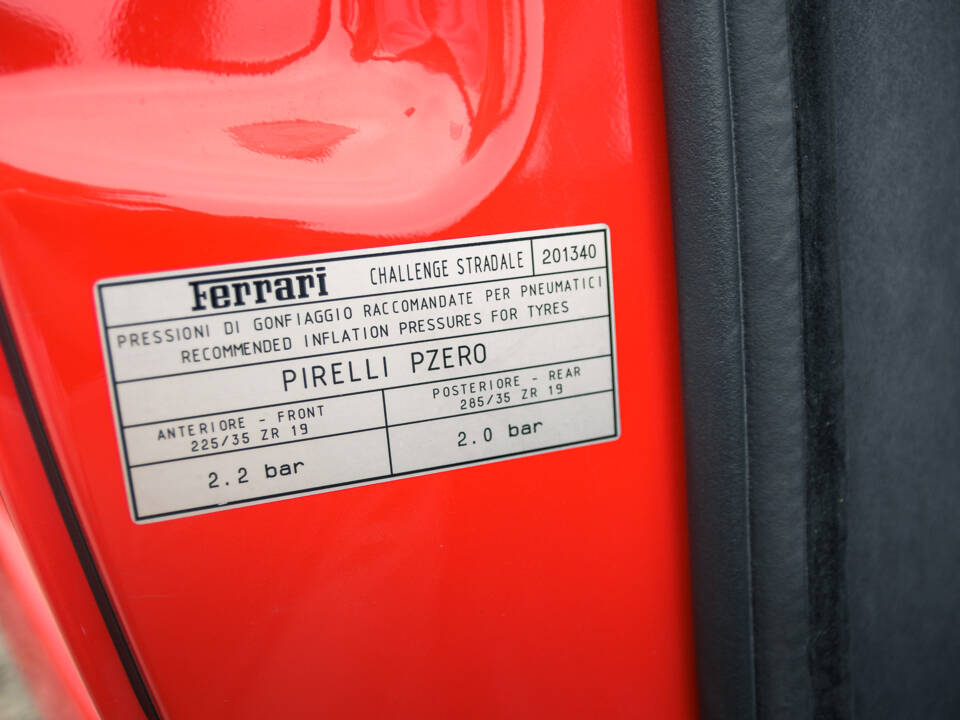 Ferrari CHALLENGE STRADALE 201340
PRESSIONI DI GONFIAGGIO RACCOMANDATE PER PNEUMATICI
RECOMMENDED INFLATION PRESSURES FOR TYRES
PIRELLI PZERO
ANTERIORE - FRONT
225/35 ZR 19
2.2 bar
POSTERIORE - REAR
285/35 ZR 19
2.0 bar